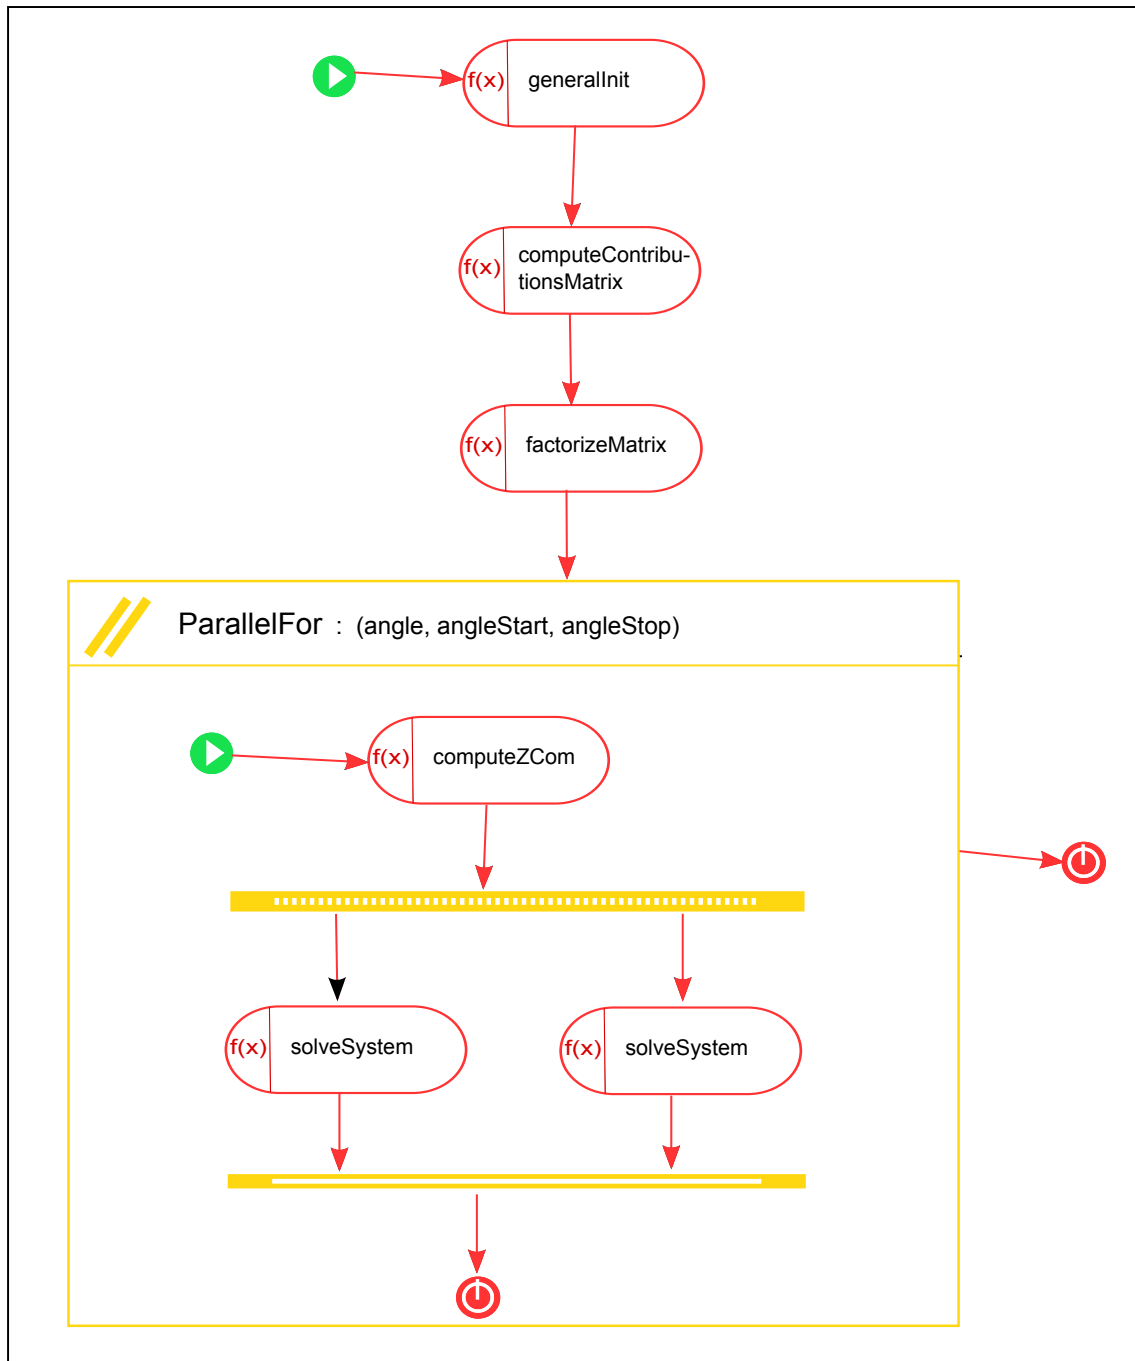 f(x) generalInit
f(x) computeContribu-
tionsMatrix
f(x) factorizeMatrix
ParallelFor : (angle, angleStart, angleStop)
f(x) computeZCom
f(x) solveSystem f(x) solveSystem